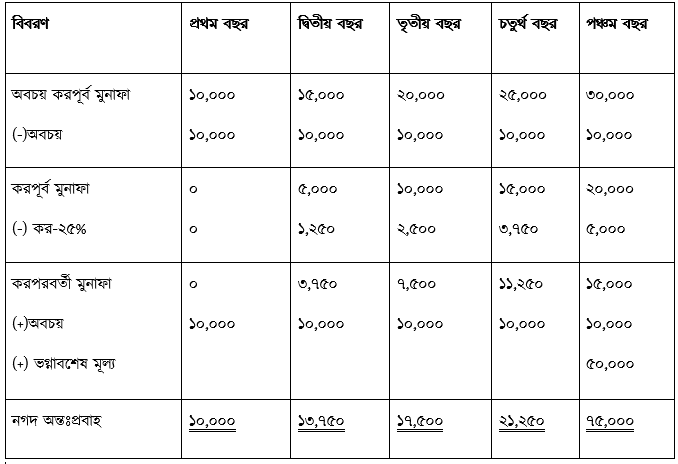 বিবরণ প্রথম বছর দ্বিতীয় বছর তৃতীয় বছর চতুর্থ বছর পঞ্চম বছর
অবচয় করপূর্ব মুনাফা ১০,০০০ ১৫,০০০ ২০,০০০ ২৫,০০০ ৩০,০০০
(-)অবচয় ১০,০০০ ১০,০০০ ১০,০০০ ১০,০০০ ১০,০০০
করপূর্ব মুনাফা ০ ৫,০০০ ১০,০০০ ১৫,০০০ ২০,০০০
(-) কর-২৫% ০ ১,২৫০ ২,৫০০ ৩,৭৫০ ৫,০০০
করপরবর্তী মুনাফা ০ ৩,৭৫০ ৭,৫০০ ১১,২৫০ ১৫,০০০
(+)অবচয় ১০,০০০ ১০,০০০ ১০,০০০ ১০,০০০ ১০,০০০
(+) ভগ্নাবশেষ মূল্য ৫০,০০০
নগদ অন্তঃপ্রবাহ ১০,০০০ ১৩,৭৫০ ১৭,৫০০ ২১,২৫০ ৭৫,০০০